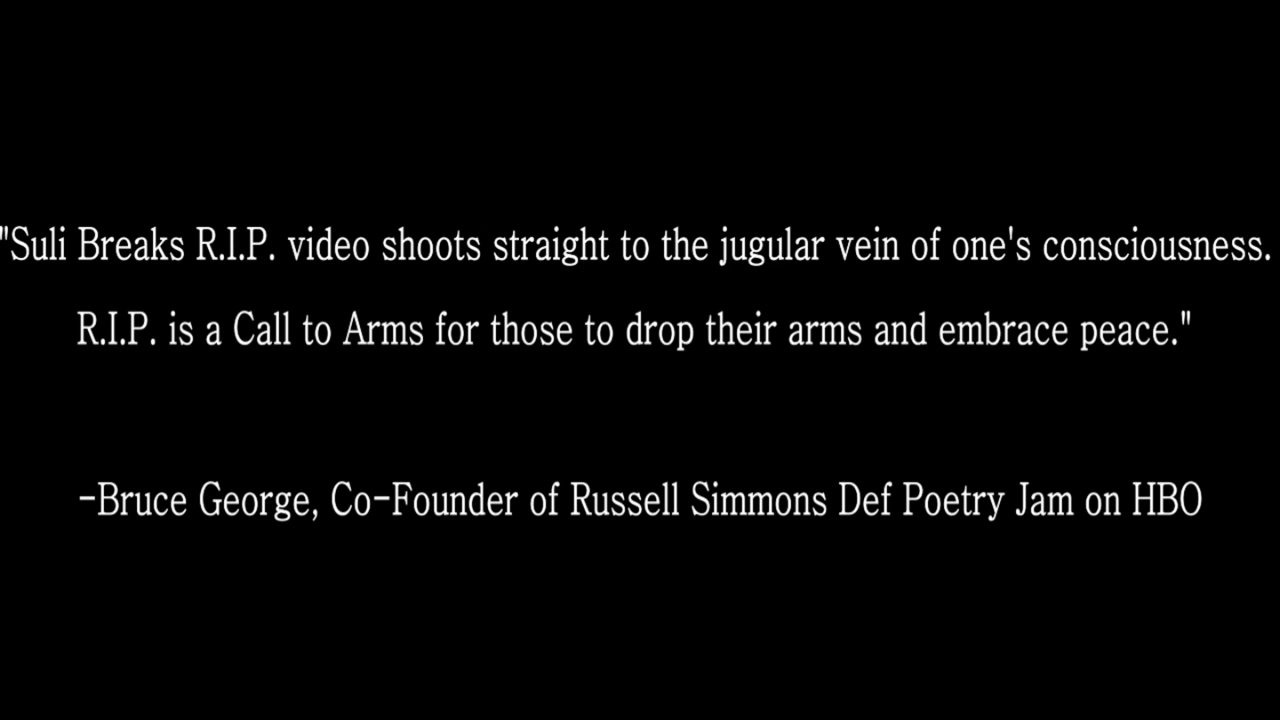 "Suli Breaks R.I.P. video shoots straight to the jugular vein of one's consciousness.
R.I.P. is a Call to Arms for those to drop their arms and embrace peace."
-Bruce George, Co-Founder of Russell Simmons Def Poetry Jam on HBO